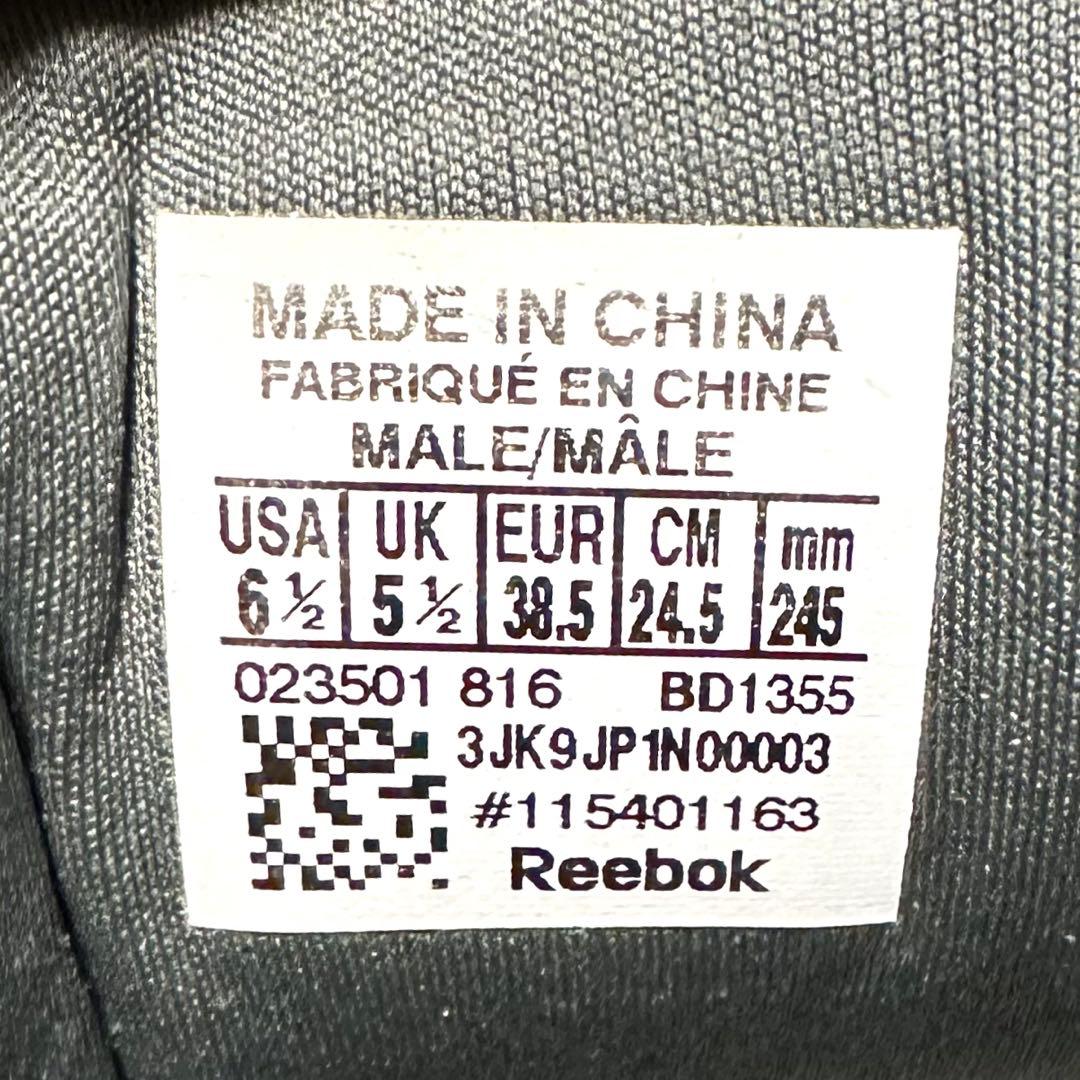 MADE IN CHINA
FABRIQUÉ EN CHINE
MALE/MÂLE
USA UK EUR CM mm
6 ½ 5 ½ 38.5 24.5 245
023501 816 BD1355
3JK9JP1N00003
#115401163
Reebok